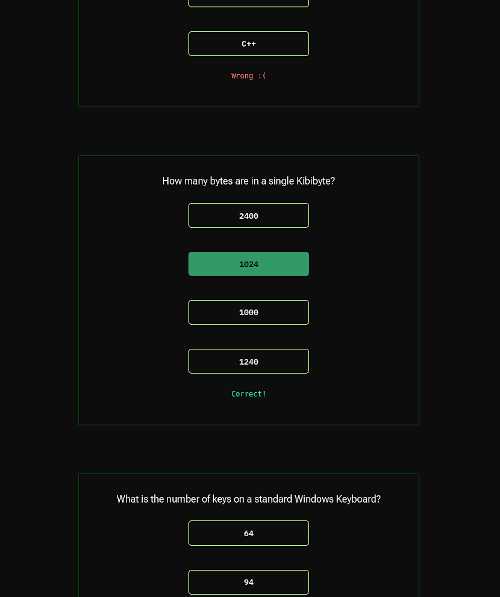 C++
Wrong :(
How many bytes are in a single Kibibyte?
2400
1024
1000
1240
Correct!
What is the number of keys on a standard Windows Keyboard?
64
94